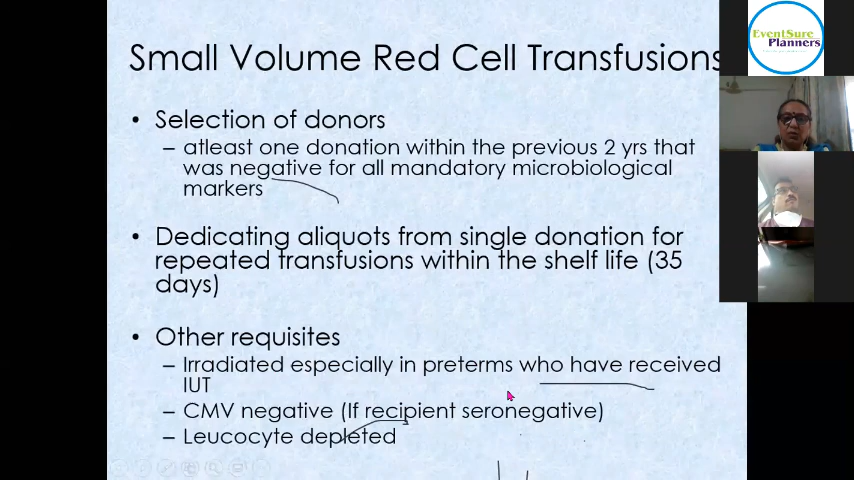 Small Volume Red Cell Transfusions
• Selection of donors
– atleast one donation within the previous 2 yrs that
was negative for all mandatory microbiological
markers
• Dedicating aliquots from single donation for
repeated transfusions within the shelf life (35
days)
• Other requisites
– Irradiated especially in preterms who have received
IUT
– CMV negative (If recipient seronegative)
– Leucocyte depleted
EventSure
Planners